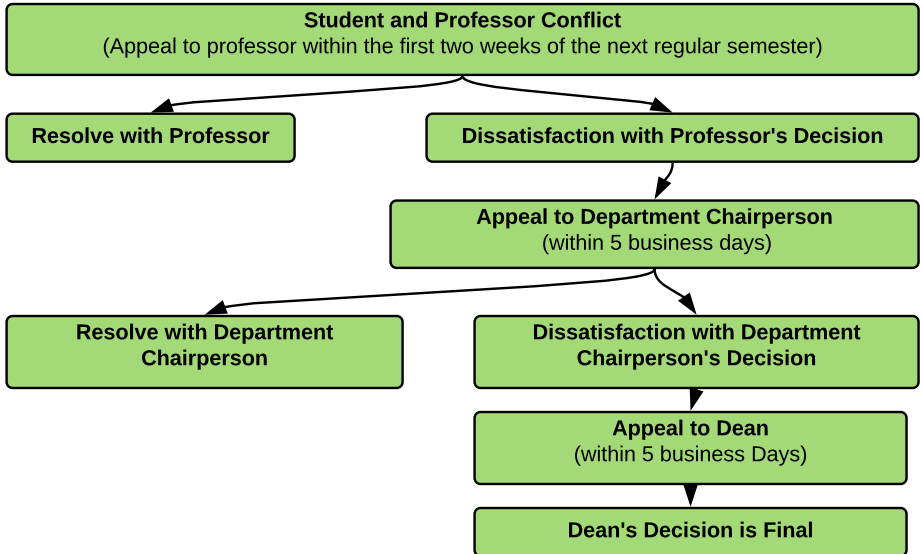 Student and Professor Conflict
(Appeal to professor within the first two weeks of the next regular semester)
Resolve with Professor
Dissatisfaction with Professor's Decision
Appeal to Department Chairperson
(within 5 business days)
Resolve with Department
Chairperson
Dissatisfaction with Department
Chairperson's Decision
Appeal to Dean
(within 5 business Days)
Dean's Decision is Final